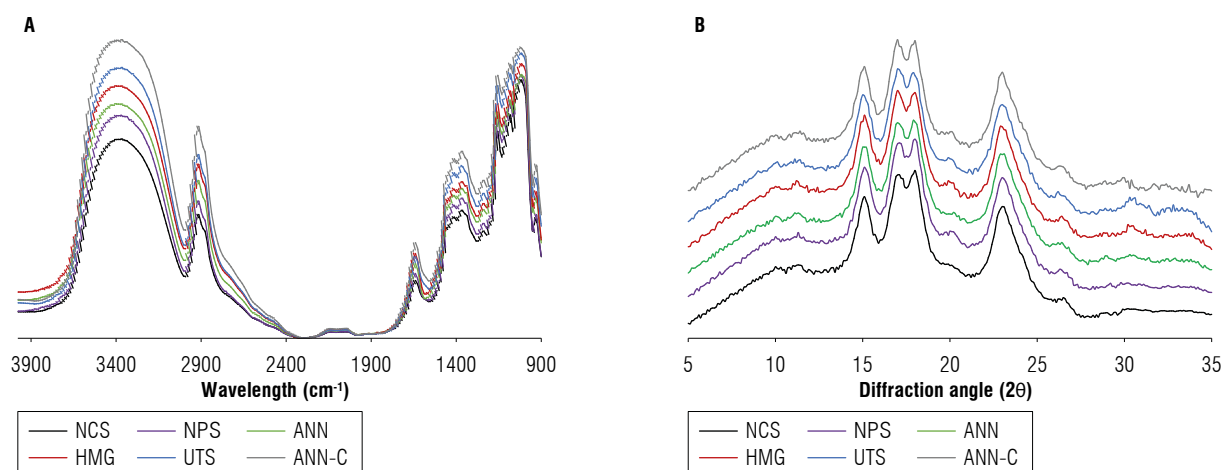 A
3900 3400 2900 2400 1900 1400 900
Wavelength (cm⁻¹)
NCS NPS ANN
HMG UTS ANN-C
B
5 10 15 20 25 30 35
Diffraction angle (2θ)
NCS NPS ANN
HMG UTS ANN-C